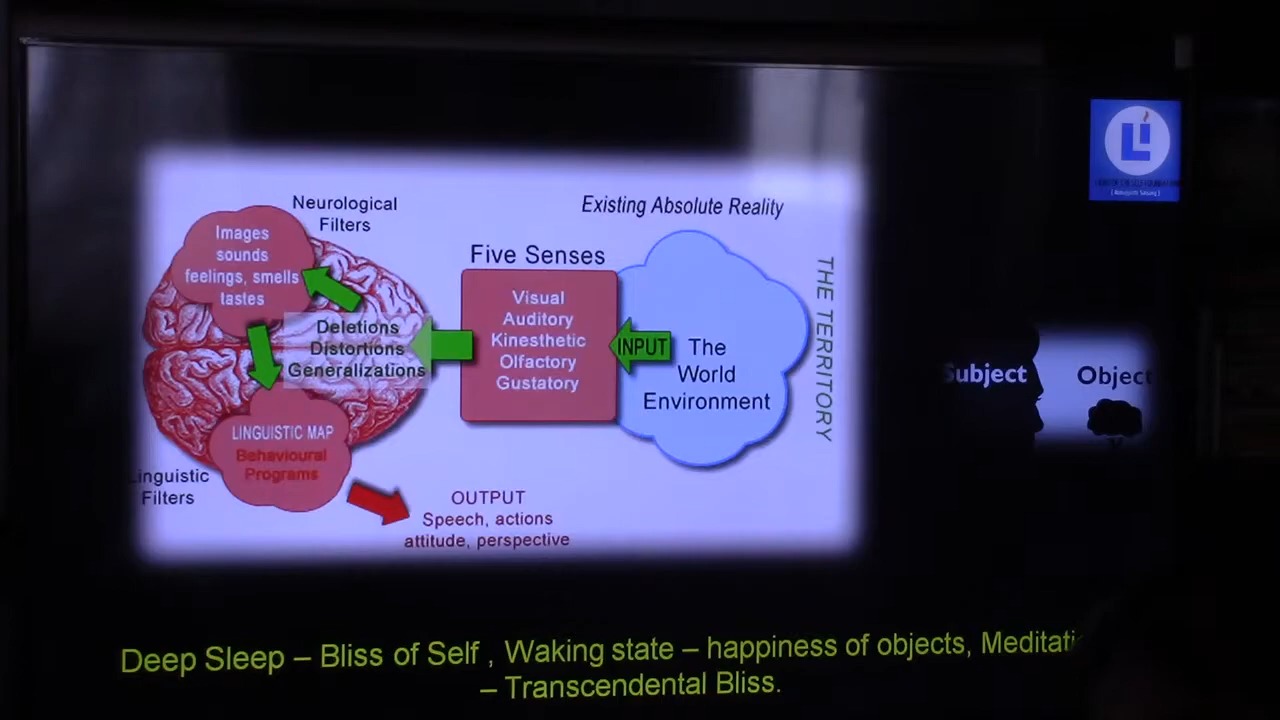 Neurological
Filters
Existing Absolute Reality
Images
sounds
feelings, smells
tastes
Five Senses
Visual
Auditory
Kinesthetic
Olfactory
Gustatory
INPUT
The
World
Environment
THE TERRITORY
Deletions
Distortions
Generalizations
LINGUISTIC MAP
Behavioural
Programs
Linguistic
Filters
OUTPUT
Speech, actions
attitude, perspective
Subject
Object
Deep Sleep – Bliss of Self , Waking state – happiness of objects, Meditati
– Transcendental Bliss.